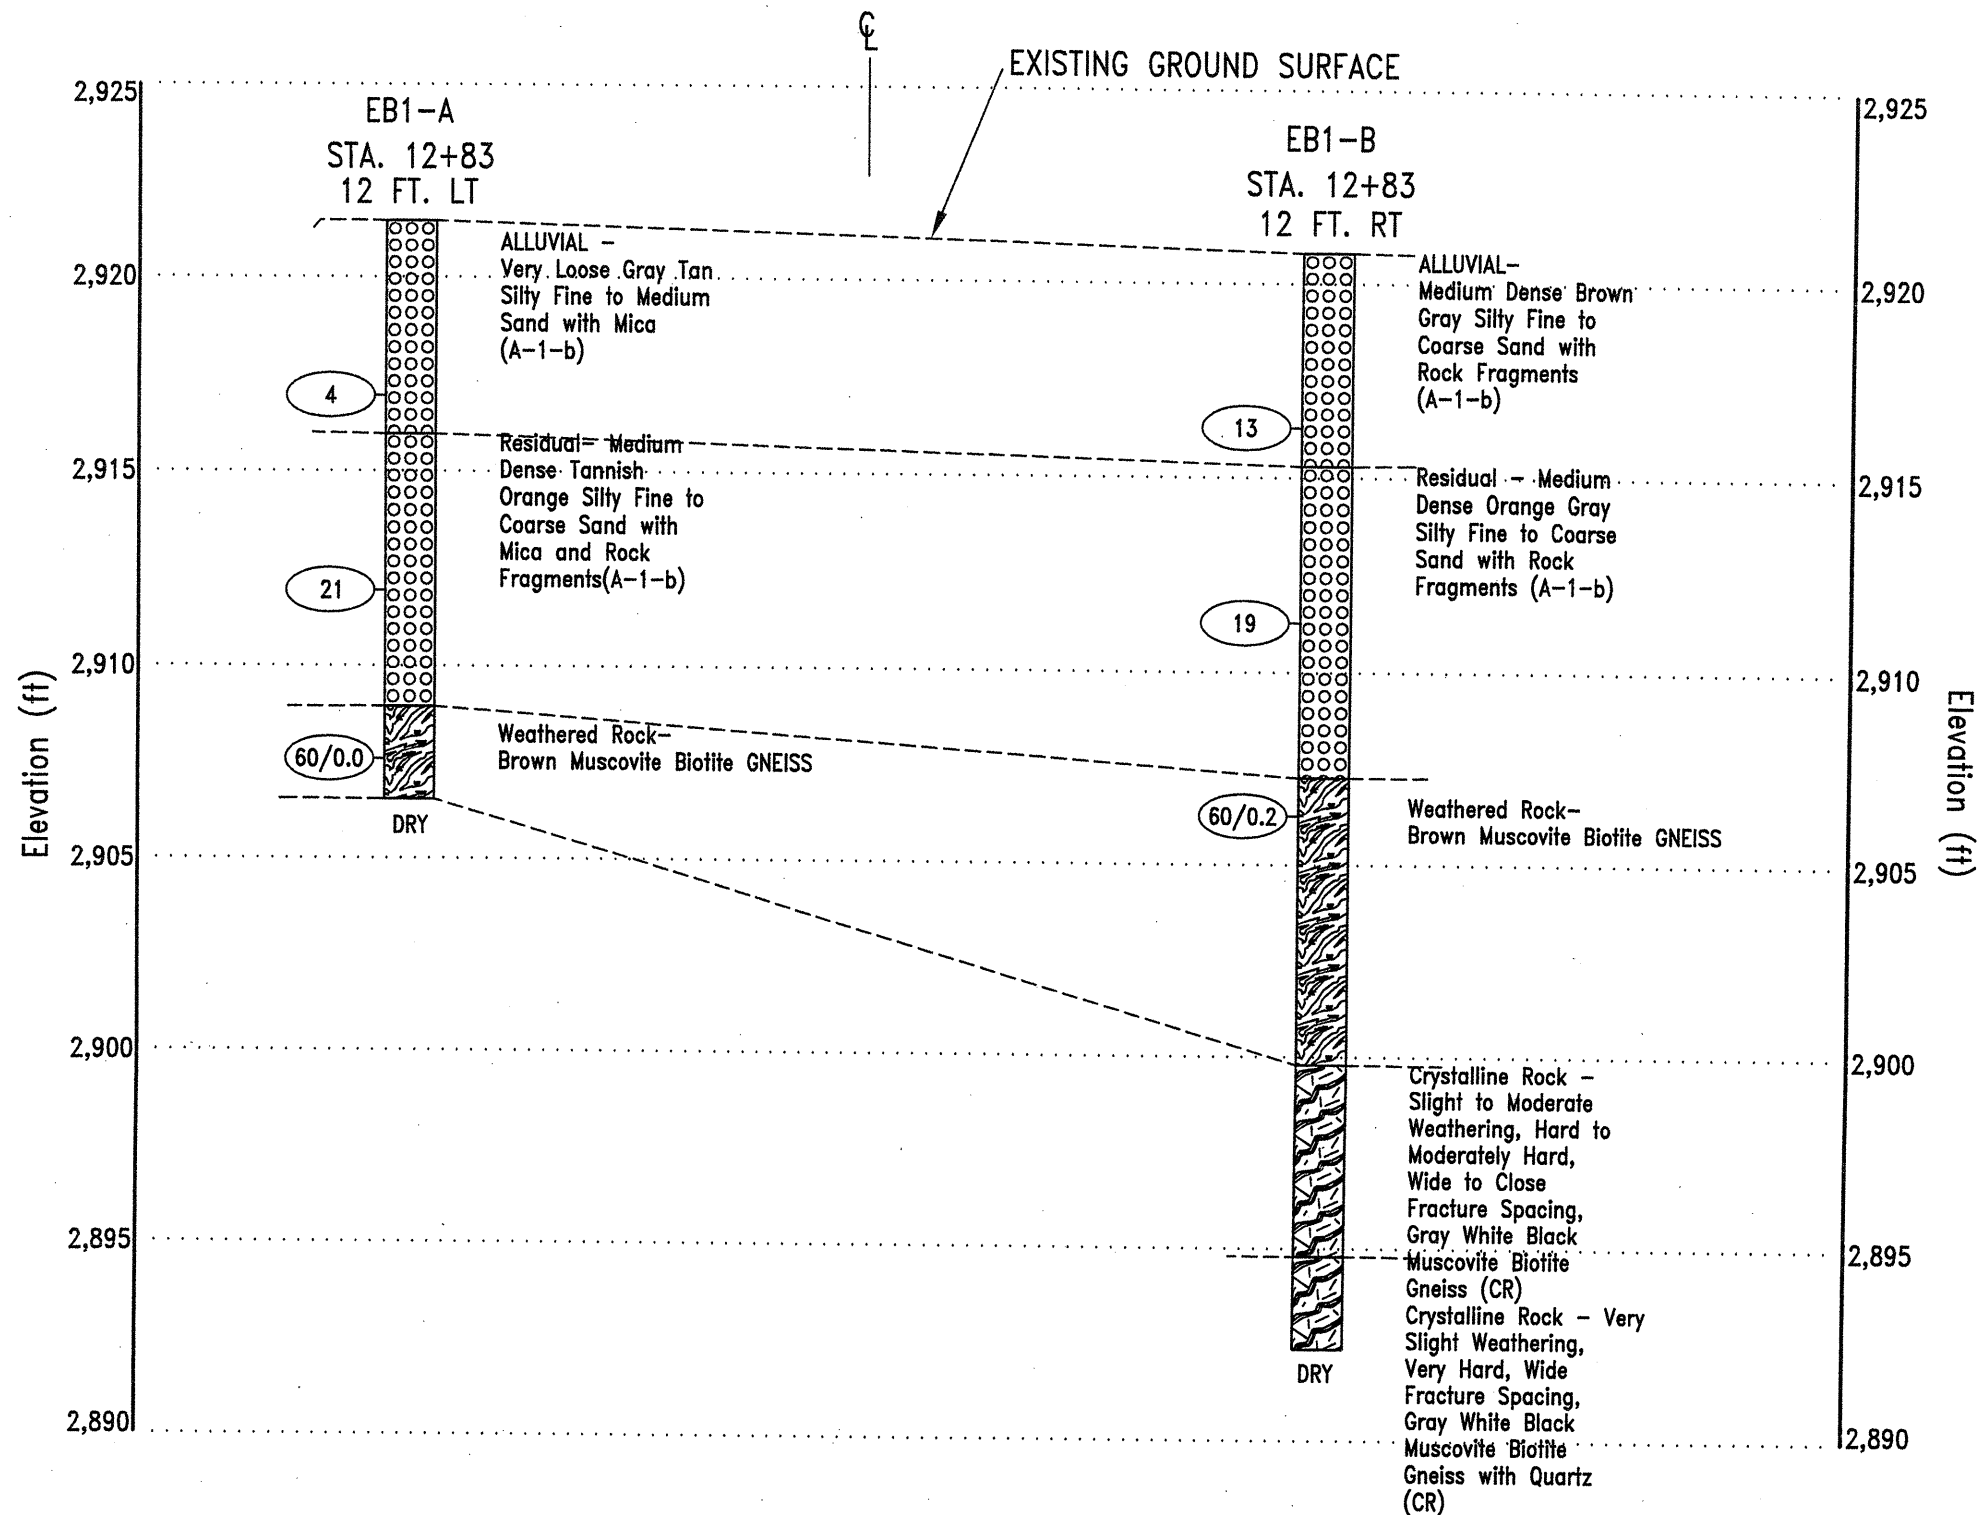 ℄
EXISTING GROUND SURFACE
2,925
2,925
EB1-A
STA. 12+83
12 FT. LT
EB1-B
STA. 12+83
12 FT. RT
ALLUVIAL -
Very Loose Gray Tan
Silty Fine to Medium
Sand with Mica
(A-1-b)
ALLUVIAL-
Medium Dense Brown
Gray Silty Fine to
Coarse Sand with
Rock Fragments
(A-1-b)
2,920
2,920
4
13
Residual- Medium
Dense Tannish
Orange Silty Fine to
Coarse Sand with
Mica and Rock
Fragments(A-1-b)
Residual - Medium
Dense Orange Gray
Silty Fine to Coarse
Sand with Rock
Fragments (A-1-b)
2,915
2,915
21
19
2,910
2,910
Elevation (ft)
Elevation (ft)
60/0.0
Weathered Rock-
Brown Muscovite Biotite GNEISS
60/0.2
Weathered Rock-
Brown Muscovite Biotite GNEISS
DRY
2,905
2,905
2,900
2,900
Crystalline Rock -
Slight to Moderate
Weathering, Hard to
Moderately Hard,
Wide to Close
Fracture Spacing,
Gray White Black
Muscovite Biotite
Gneiss (CR)
2,895
2,895
Crystalline Rock - Very
Slight Weathering,
Very Hard, Wide
Fracture Spacing,
Gray White Black
Muscovite Biotite
Gneiss with Quartz
(CR)
DRY
2,890
2,890